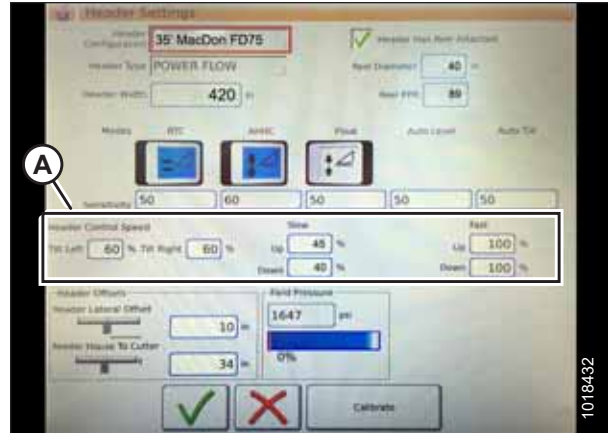 Header Settings
Header Configuration 35' MacDon FD75 Header Has Reel Attached
Header Type POWER FLOW Reel Diameter 40 in
Header Width 420 in Reel PPR 89
Modes RTC AHHC Float Auto Level Auto Tilt
A
Sensitivity 50 60 50 50 50
Header Control Speed Slow Fast
Tilt Left 60 % Tilt Right 60 % Up 45 % Up 100 %
Down 40 % Down 100 %
Header Offsets Field Pressure
Header Lateral Offset 1647 psi
10 in
Header House To Cutter
34 in 0%
Calibrate
1018432